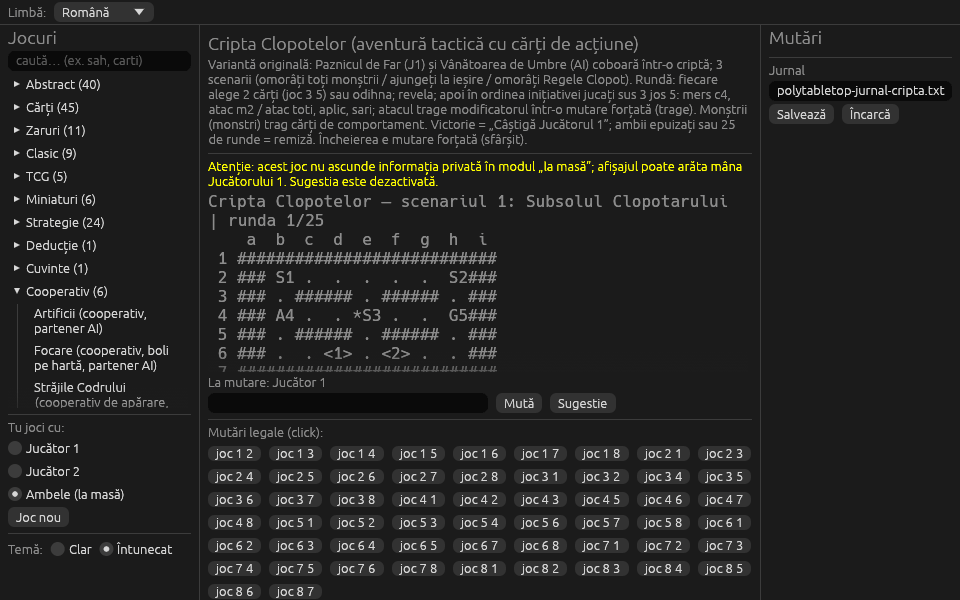 Limbă: Română
Jocuri
caută… (ex. sah, carti)
▸ Abstract (40)
▸ Cărți (45)
▸ Zaruri (11)
▸ Clasic (9)
▸ TCG (5)
▸ Miniaturi (6)
▸ Strategie (24)
▸ Deducție (1)
▸ Cuvinte (1)
▾ Cooperativ (6)
Artificii (cooperativ,
partener AI)
Focare (cooperativ, boli
pe hartă, partener AI)
Străjile Codrului
(cooperativ de apărare,
Tu joci cu:
Jucător 1
Jucător 2
Ambele (la masă)
Joc nou
Temă: Clar Întunecat
Cripta Clopotelor (aventură tactică cu cărți de acțiune)
Variantă originală: Paznicul de Far (J1) și Vânătoarea de Umbre (AI) coboară într-o criptă; 3
scenarii (omorâți toți monștrii / ajungeți la ieșire / omorâți Regele Clopot). Rundă: fiecare
alege 2 cărți (joc 3 5) sau odihna; revela; apoi în ordinea inițiativei jucați sus 3 jos 5: mers c4,
atac m2 / atac toti, aplic, sari; atacul trage modificatorul într-o mutare forțată (trage). Monștrii
(monstri) trag cărți de comportament. Victorie = „Câștigă Jucătorul 1”; ambii epuizați sau 25
de runde = remiză. Încheierea e mutare forțată (sfârșit).
Atenție: acest joc nu ascunde informația privată în modul „la masă”; afișajul poate arăta mâna
Jucătorului 1. Sugestia este dezactivată.
Cripta Clopotelor — scenariul 1: Subsolul Clopotarului
| runda 1/25
a b c d e f g h i
1 ###########################
2 ### S1 . . . . . S2###
3 ### . ###### . ###### . ###
4 ### A4 . . *S3 . . G5###
5 ### . ###### . ###### . ###
6 ### . . <1> . <2> . . ###
7 ###########################
La mutare: Jucător 1
Mută Sugestie
Mutări legale (click):
joc 1 2 joc 1 3 joc 1 4 joc 1 5 joc 1 6 joc 1 7 joc 1 8 joc 2 1 joc 2 3
joc 2 4 joc 2 5 joc 2 6 joc 2 7 joc 2 8 joc 3 1 joc 3 2 joc 3 4 joc 3 5
joc 3 6 joc 3 7 joc 3 8 joc 4 1 joc 4 2 joc 4 3 joc 4 5 joc 4 6 joc 4 7
joc 4 8 joc 5 1 joc 5 2 joc 5 3 joc 5 4 joc 5 6 joc 5 7 joc 5 8 joc 6 1
joc 6 2 joc 6 3 joc 6 4 joc 6 5 joc 6 7 joc 6 8 joc 7 1 joc 7 2 joc 7 3
joc 7 4 joc 7 5 joc 7 6 joc 7 8 joc 8 1 joc 8 2 joc 8 3 joc 8 4 joc 8 5
joc 8 6 joc 8 7
Mutări
Jurnal
polytabletop-jurnal-cripta.txt
Salvează Încarcă